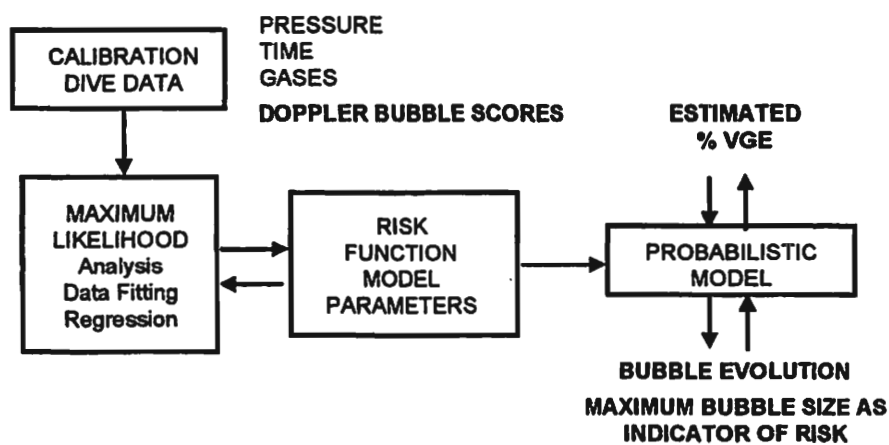 CALIBRATION
DIVE DATA
PRESSURE
TIME
GASES
DOPPLER BUBBLE SCORES
MAXIMUM
LIKELIHOOD
Analysis
Data Fitting
Regression
RISK
FUNCTION
MODEL
PARAMETERS
ESTIMATED
% VGE
PROBABILISTIC
MODEL
BUBBLE EVOLUTION
MAXIMUM BUBBLE SIZE AS
INDICATOR OF RISK